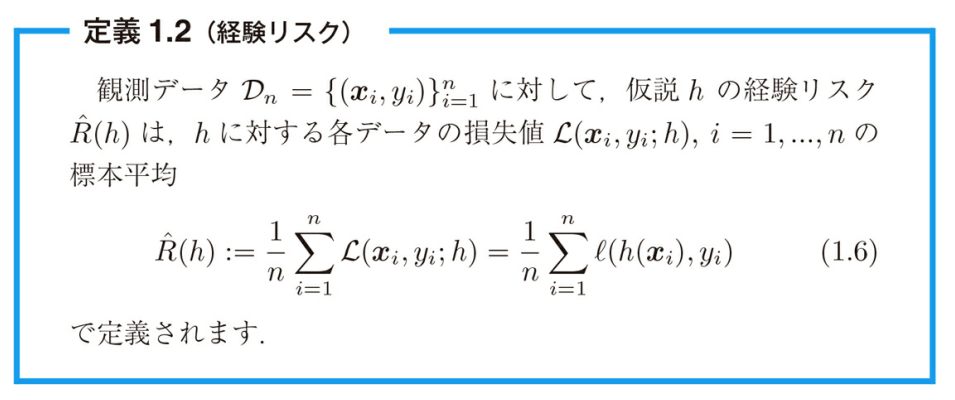 定義 1.2（経験リスク）
観測データ $\mathcal{D}_n = \{(\boldsymbol{x}_i, y_i)\}_{i=1}^n$ に対して，仮説 $h$ の経験リスク
$\hat{R}(h)$ は，$h$ に対する各データの損失値 $\mathcal{L}(\boldsymbol{x}_i, y_i; h),\ i = 1, ..., n$ の
標本平均
$\hat{R}(h) := \frac{1}{n} \sum_{i=1}^{n} \mathcal{L}(\boldsymbol{x}_i, y_i; h) = \frac{1}{n} \sum_{i=1}^{n} \ell(h(\boldsymbol{x}_i), y_i)$ (1.6)
で定義されます．